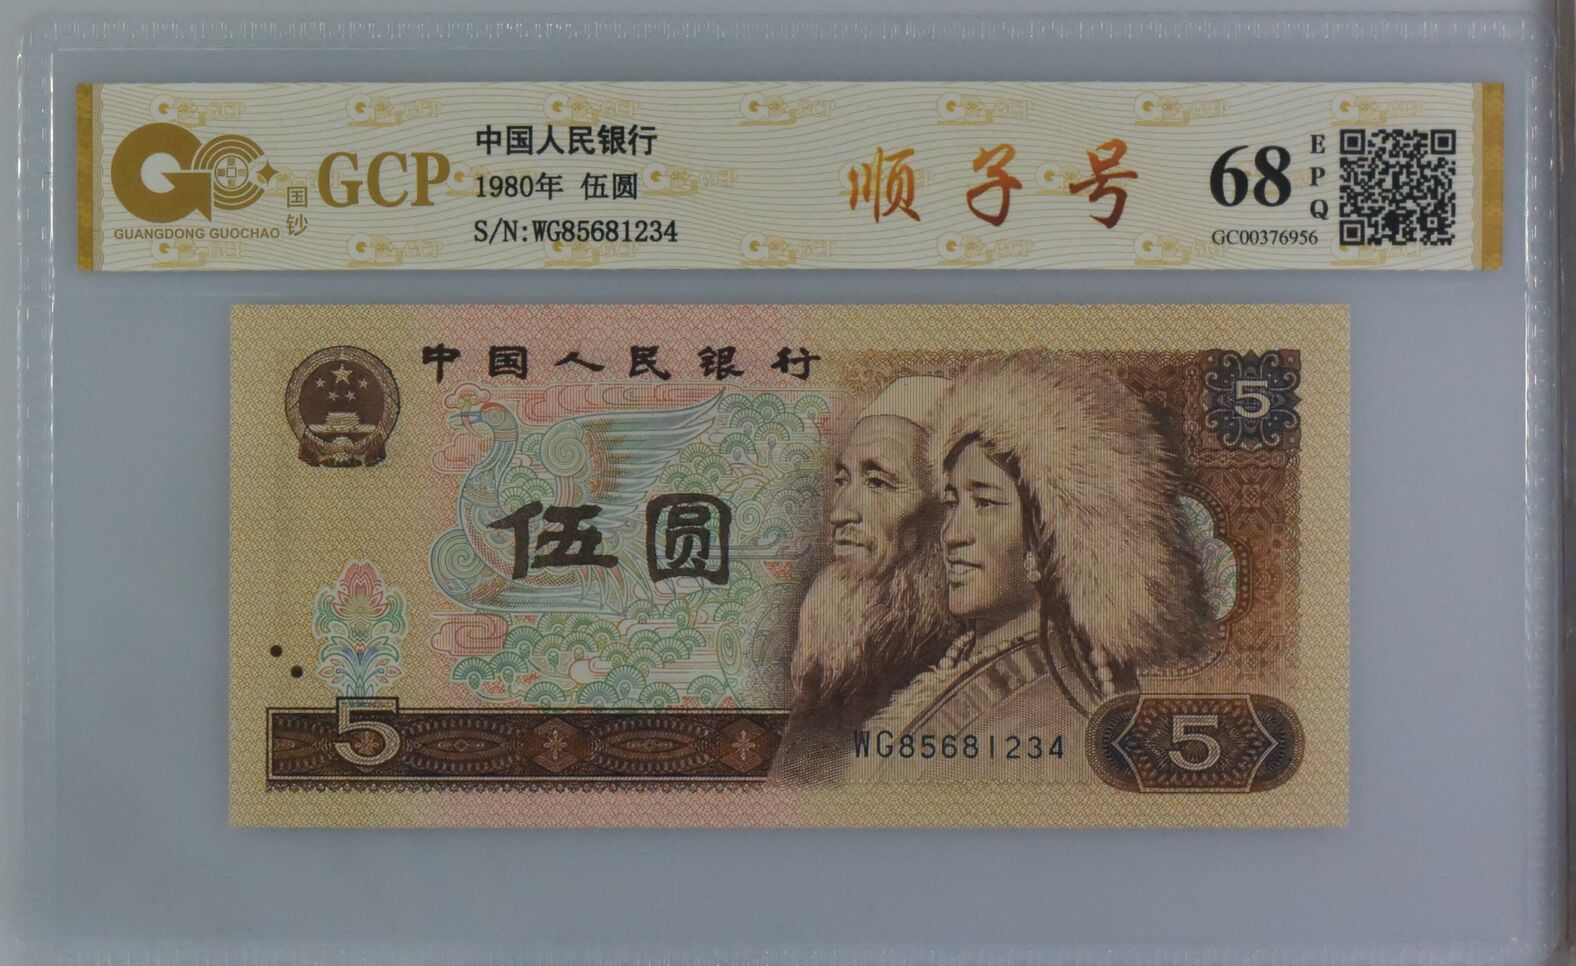 GCP
国钞
GUANGDONG GUOCHAO
中国人民银行
1980年 伍圆
S/N:WG85681234
顺子号
68
EPQ
GC00376956
中国人民银行
5
伍圆
5
WG85681234
5